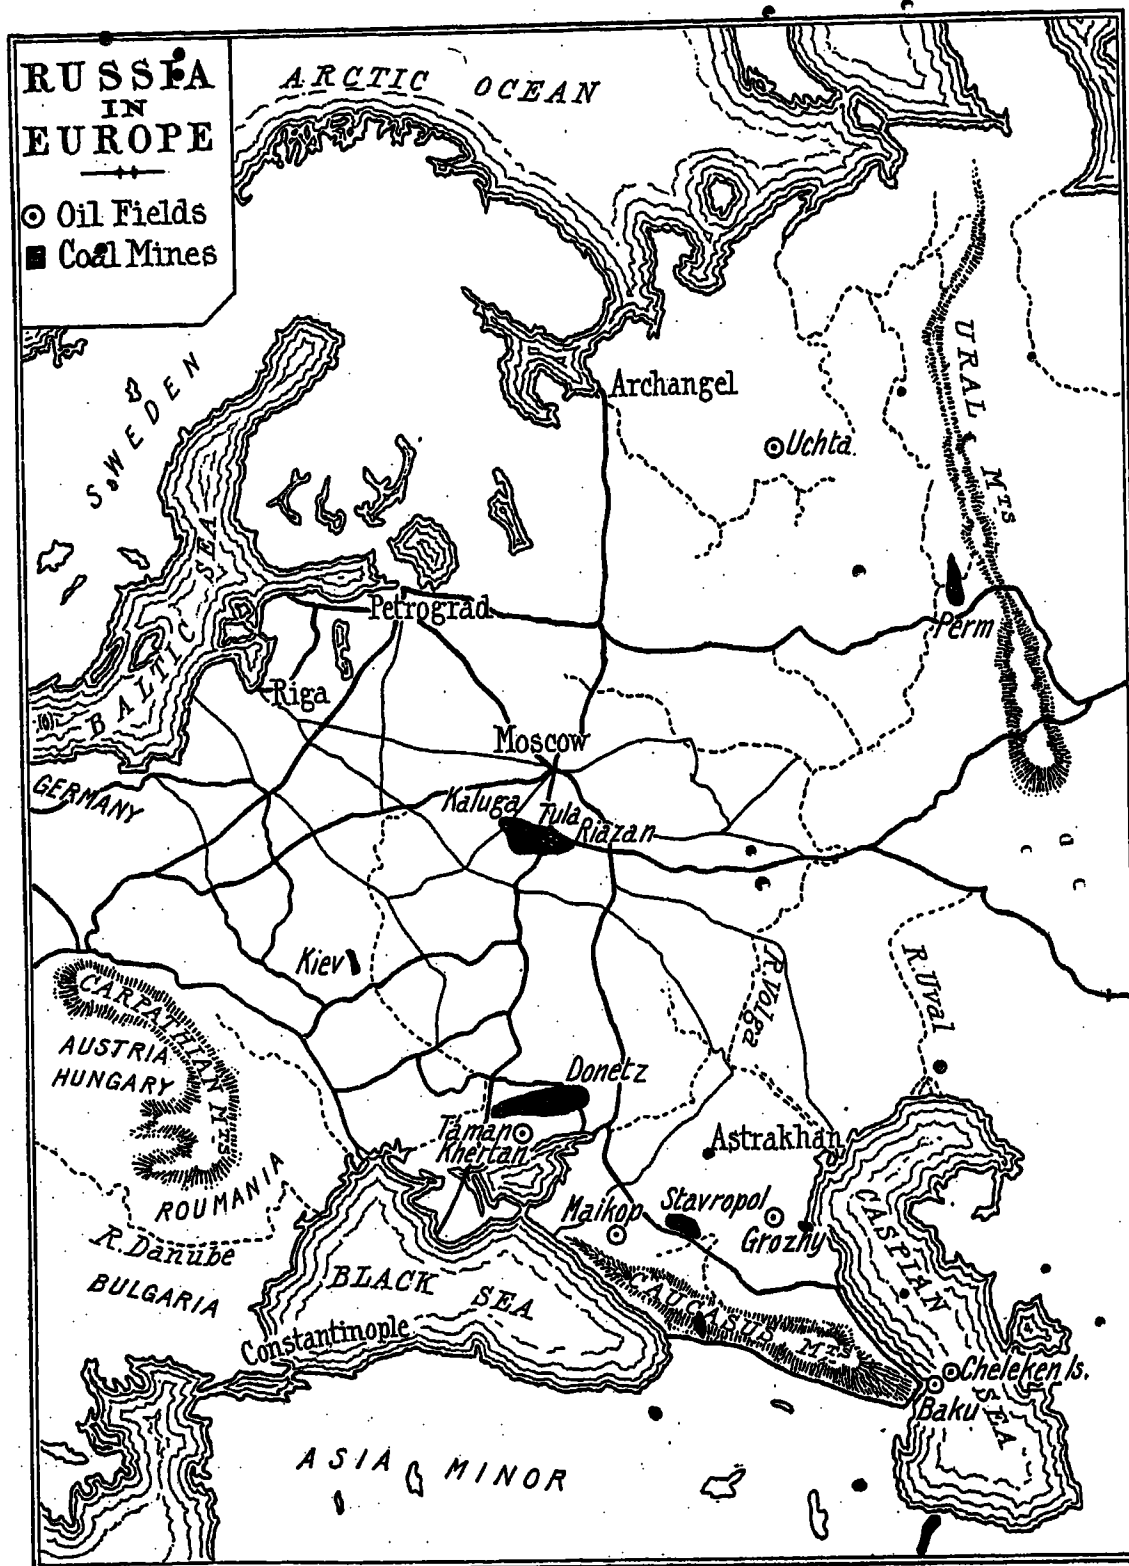 RUSSIA
IN
EUROPE
Oil Fields
Coal Mines
ARCTIC OCEAN
SWEDEN
URAL MTS
Archangel
Uchta.
BALTIC SEA
Petrograd
Perm
Riga
Moscow
GERMANY
Kaluga
Tula
Riazan
Kiev
R. Volga
R. Uval
CARPATHIAN MTS
AUSTRIA
HUNGARY
Donetz
Taman
Khertan
Astrakhan
ROUMANIA
Maikop
Stavropol
Grozny
CASPIAN SEA
R. Danube
BULGARIA
BLACK SEA
CAUCASUS MTS
Constantinople
Cheleken Is.
Baku
ASIA MINOR